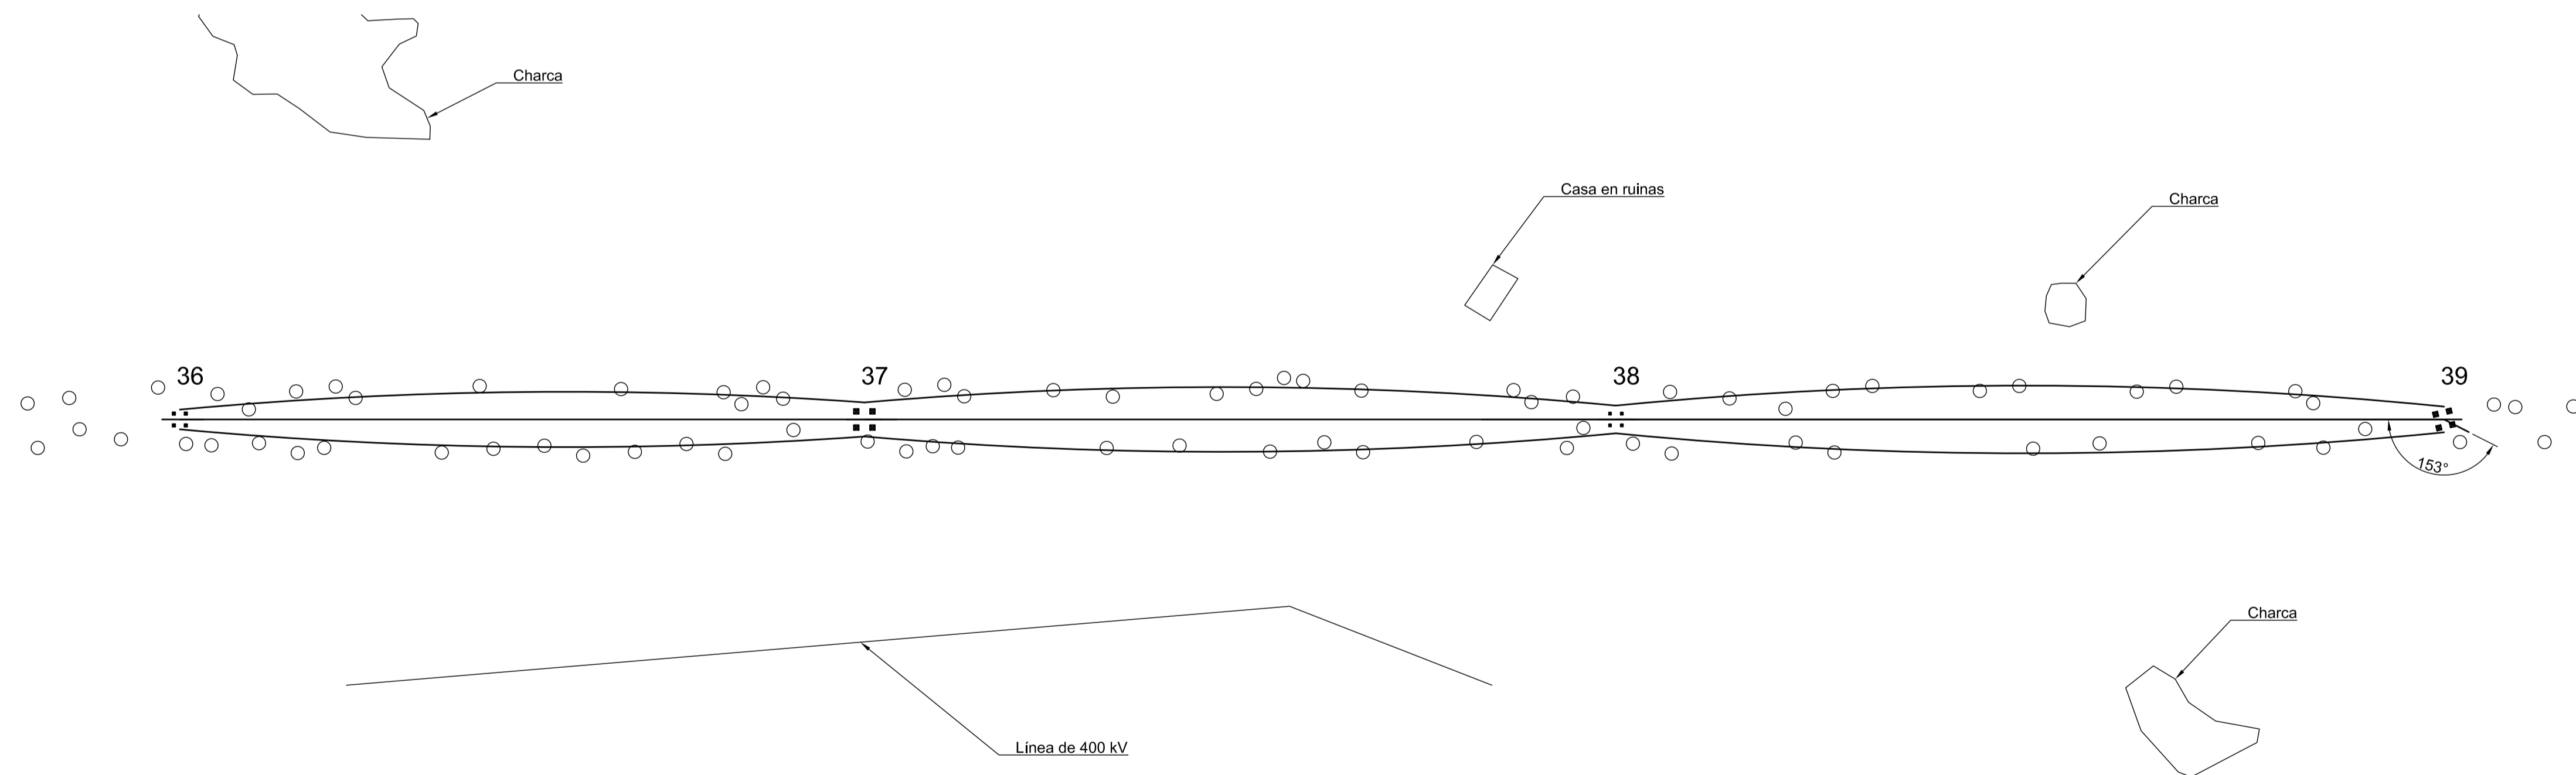 Charca
Casa en ruinas
Charca
36
37
38
39
153°
Charca
Línea de 400 kV